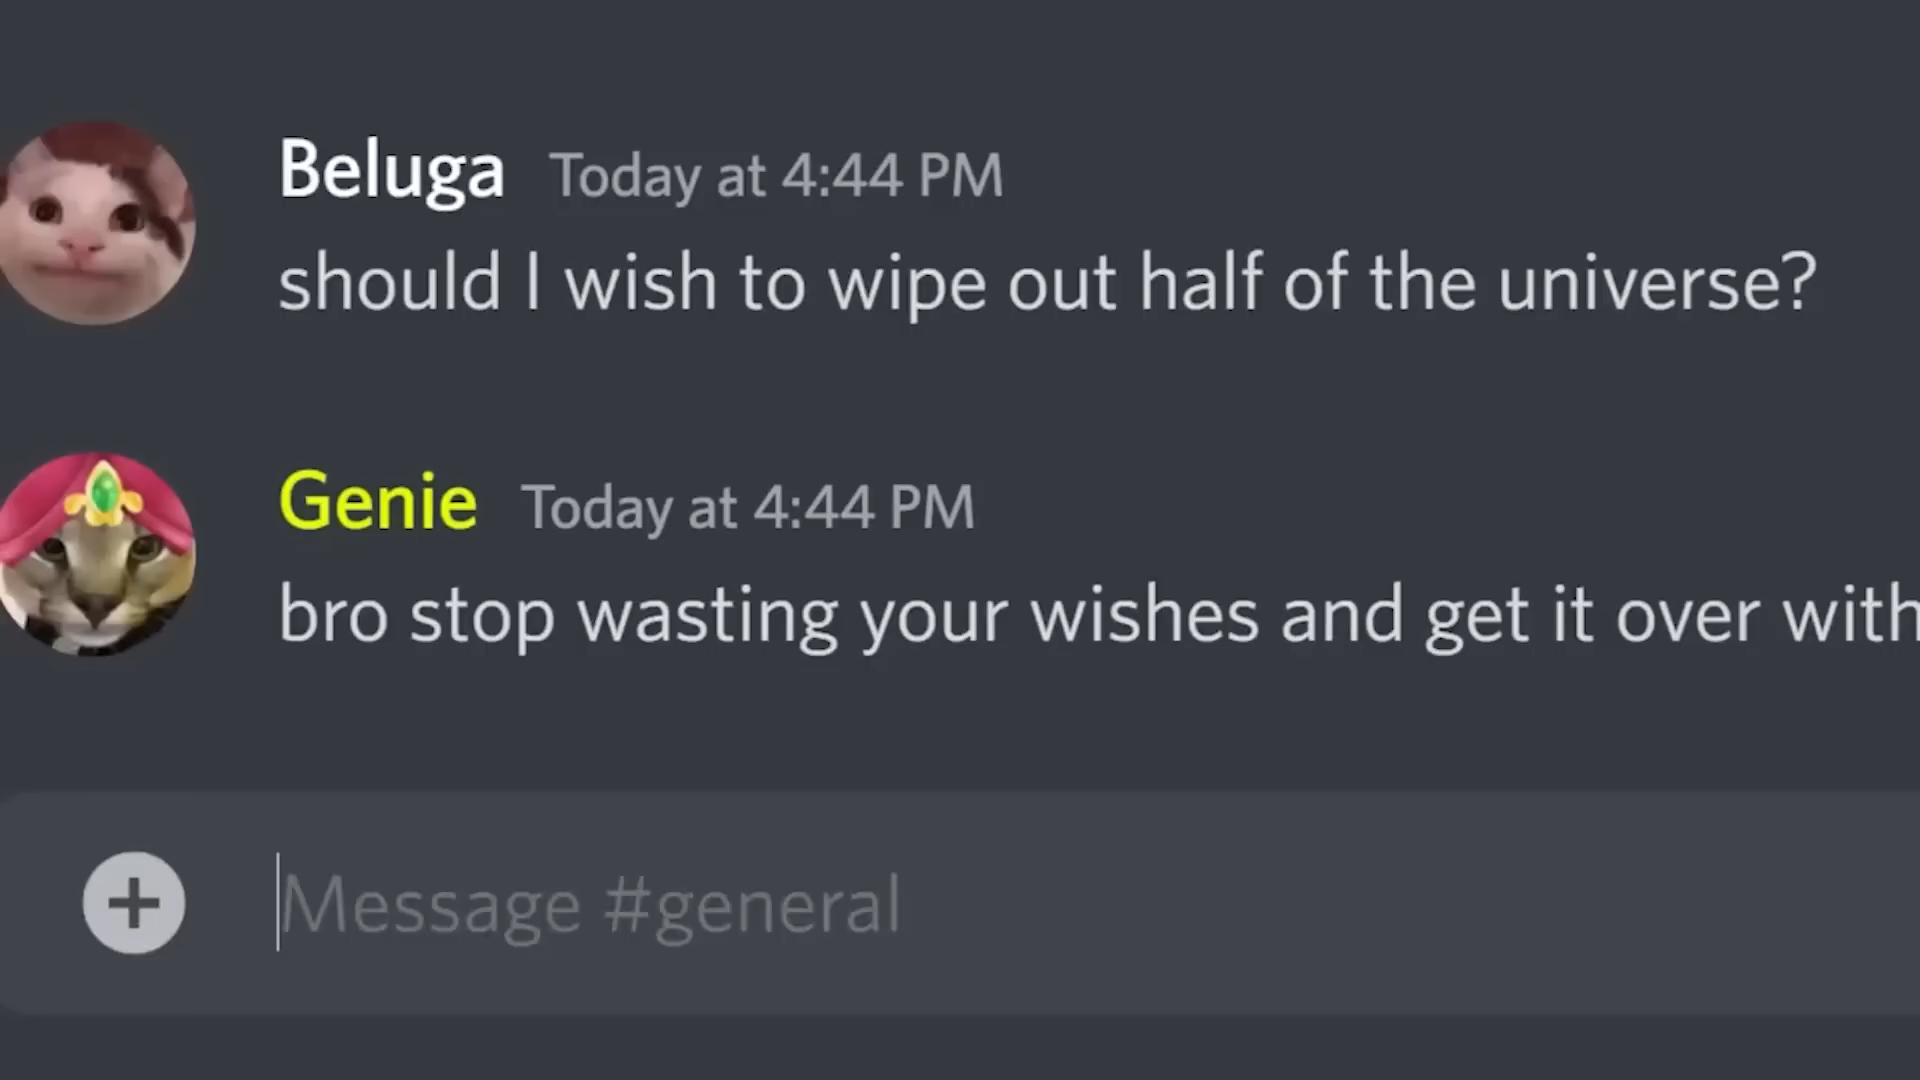 Beluga Today at 4:44 PM
should I wish to wipe out half of the universe?
Genie Today at 4:44 PM
bro stop wasting your wishes and get it over with
Message #general